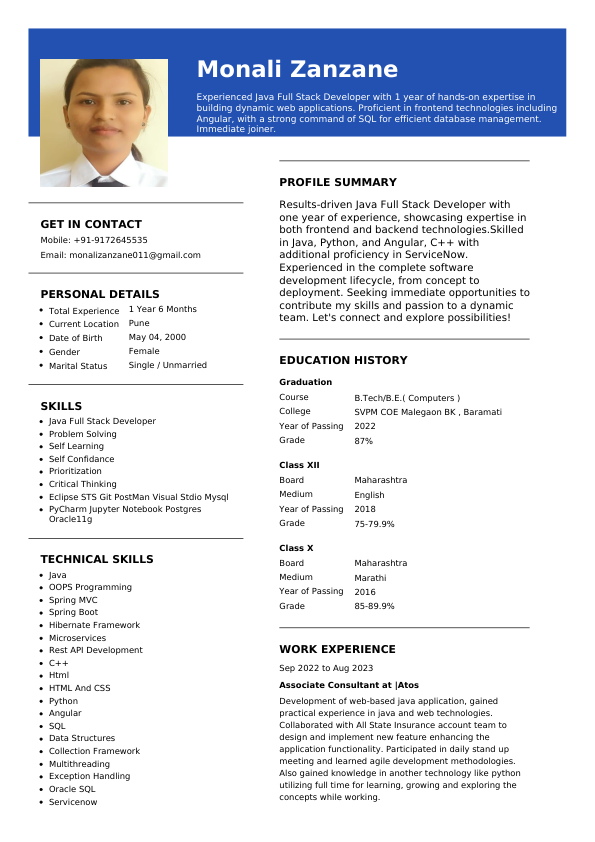 Monali Zanzane
Experienced Java Full Stack Developer with 1 year of hands-on expertise in
building dynamic web applications. Proficient in frontend technologies including
Angular, with a strong command of SQL for efficient database management.
Immediate joiner.
GET IN CONTACT
Mobile: +91-9172645535
Email: monalizanzane011@gmail.com
PERSONAL DETAILS
• Total Experience 1 Year 6 Months
• Current Location Pune
• Date of Birth May 04, 2000
• Gender Female
• Marital Status Single / Unmarried
SKILLS
• Java Full Stack Developer
• Problem Solving
• Self Learning
• Self Confidance
• Prioritization
• Critical Thinking
• Eclipse STS Git PostMan Visual Stdio Mysql
• PyCharm Jupyter Notebook Postgres
Oracle11g
TECHNICAL SKILLS
• Java
• OOPS Programming
• Spring MVC
• Spring Boot
• Hibernate Framework
• Microservices
• Rest API Development
• C++
• Html
• HTML And CSS
• Python
• Angular
• SQL
• Data Structures
• Collection Framework
• Multithreading
• Exception Handling
• Oracle SQL
• Servicenow
PROFILE SUMMARY
Results-driven Java Full Stack Developer with
one year of experience, showcasing expertise in
both frontend and backend technologies.Skilled
in Java, Python, and Angular, C++ with
additional proficiency in ServiceNow.
Experienced in the complete software
development lifecycle, from concept to
deployment. Seeking immediate opportunities to
contribute my skills and passion to a dynamic
team. Let's connect and explore possibilities!
EDUCATION HISTORY
Graduation
Course B.Tech/B.E.( Computers )
College SVPM COE Malegaon BK , Baramati
Year of Passing 2022
Grade 87%
Class XII
Board Maharashtra
Medium English
Year of Passing 2018
Grade 75-79.9%
Class X
Board Maharashtra
Medium Marathi
Year of Passing 2016
Grade 85-89.9%
WORK EXPERIENCE
Sep 2022 to Aug 2023
Associate Consultant at |Atos
Development of web-based java application, gained
practical experience in java and web technologies.
Collaborated with All State Insurance account team to
design and implement new feature enhancing the
application functionality. Participated in daily stand up
meeting and learned agile development methodologies.
Also gained knowledge in another technology like python
utilizing full time for learning, growing and exploring the
concepts while working.